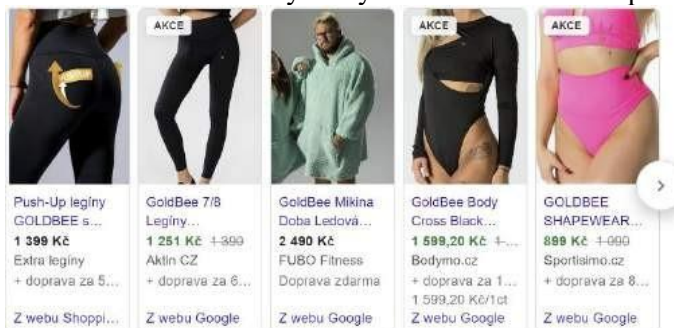 AKCE
AKCE
AKCE
Push-Up legíny
GOLDBEE s...
1 399 Kč
Extra legíny
+ doprava za 5...
Z webu Shoppi...
GoldBee 7/8
Legíny...
1 251 Kč 1 390
Aktin CZ
+ doprava za 6...
Z webu Google
GoldBee Mikina
Doba Ledová...
2 490 Kč
FUBO Fitness
Doprava zdarma
Z webu Google
GoldBee Body
Cross Black...
1 599,20 Kč 1...
Bodymo.cz
+ doprava za 1...
1 599,20 Kč/1ct
Z webu Google
GOLDBEE
SHAPEWEAR...
899 Kč 1 090
Sportisimo.cz
+ doprava za 8...
Z webu Google